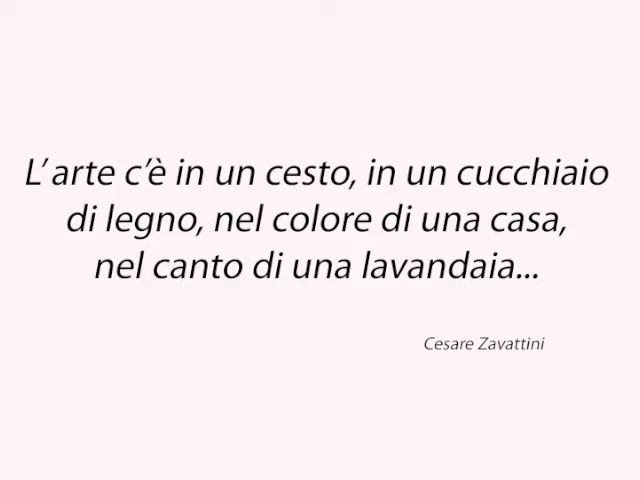 L’ arte c’è in un cesto, in un cucchiaio
di legno, nel colore di una casa,
nel canto di una lavandaia...
Cesare Zavattini